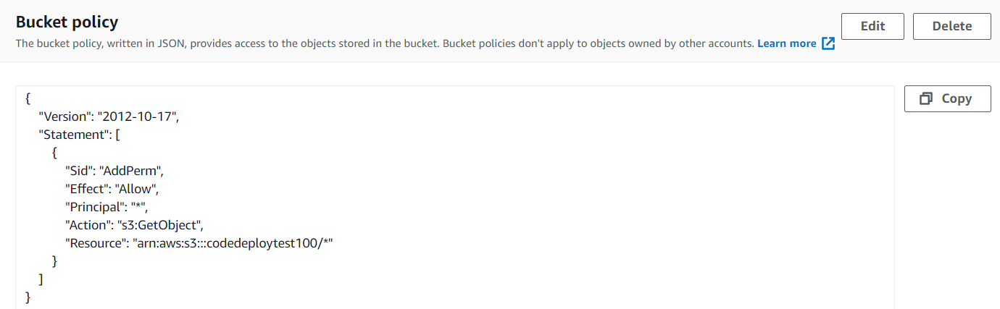 Bucket policy
Edit
Delete
The bucket policy, written in JSON, provides access to the objects stored in the bucket. Bucket policies don't apply to objects owned by other accounts. Learn more
Copy
{
  "Version": "2012-10-17",
  "Statement": [
    {
      "Sid": "AddPerm",
      "Effect": "Allow",
      "Principal": "*",
      "Action": "s3:GetObject",
      "Resource": "arn:aws:s3:::codedeploytest100/*"
    }
  ]
}